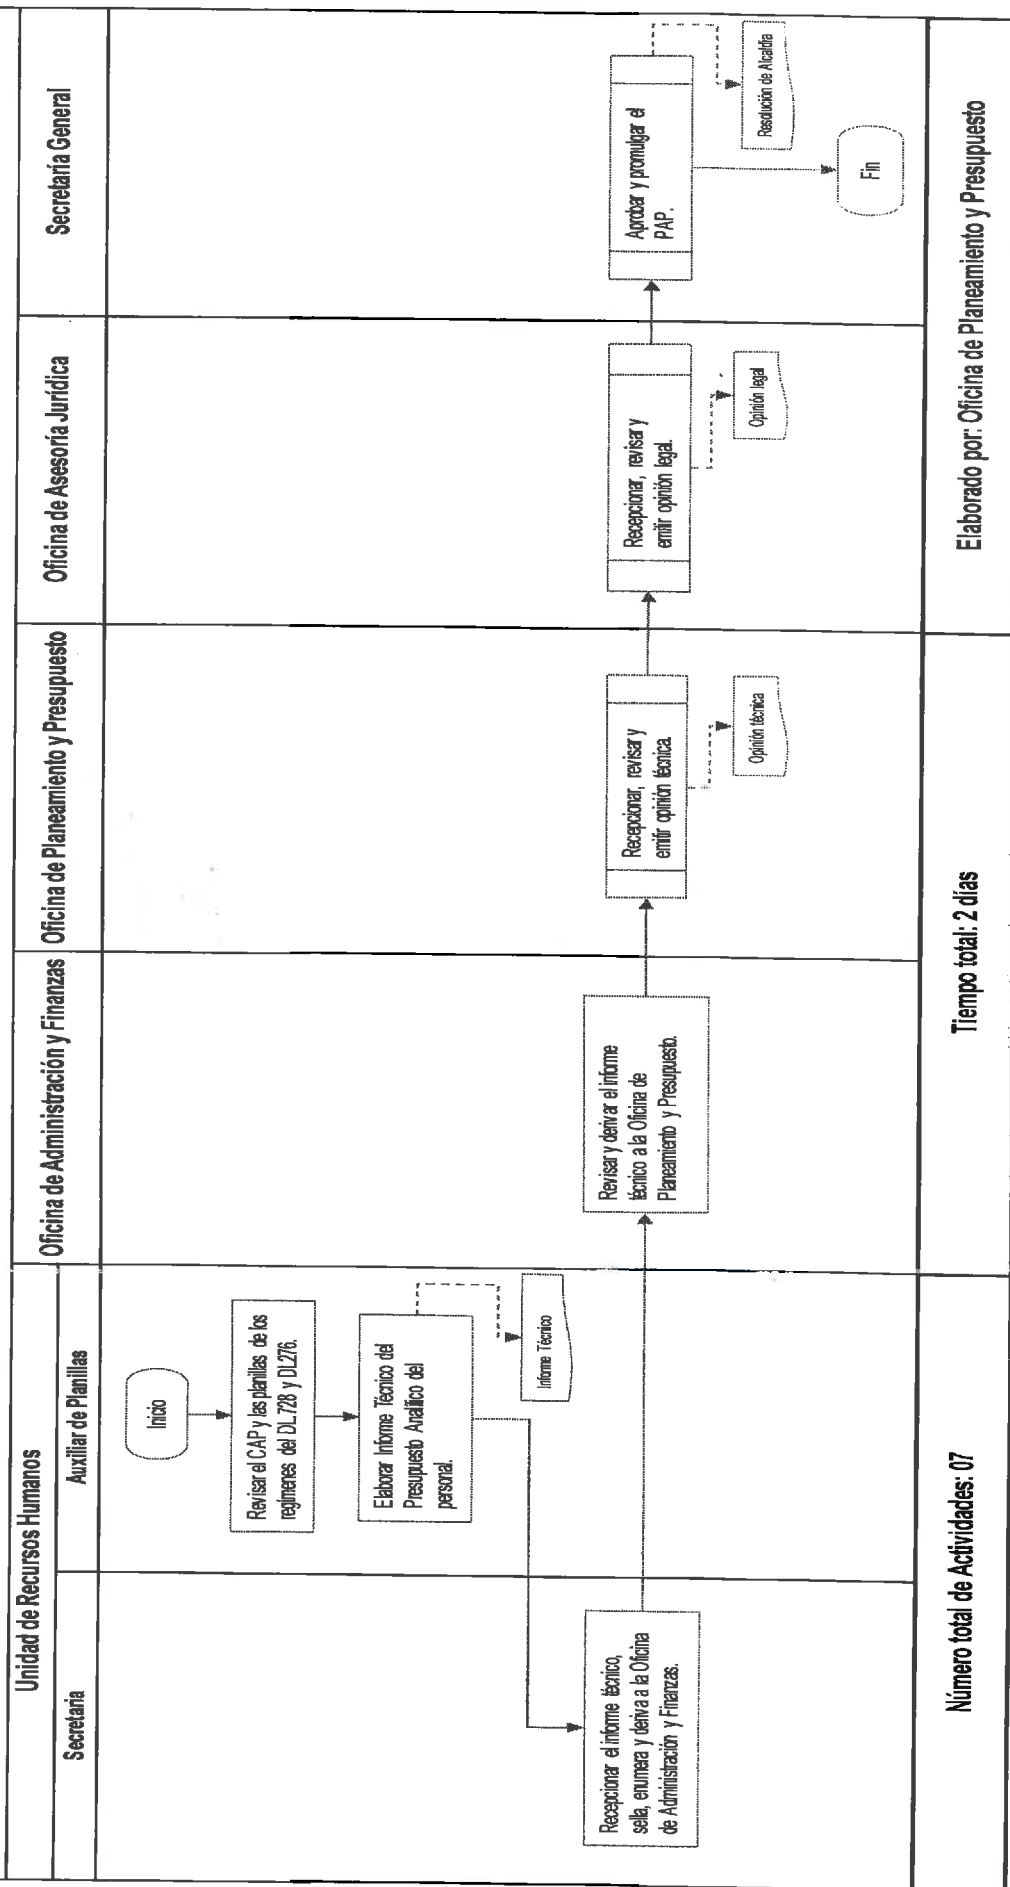 Unidad de Recursos Humanos
Secretaria
Auxiliar de Planillas
Oficina de Administración y Finanzas
Oficina de Planeamiento y Presupuesto
Oficina de Asesoría Jurídica
Secretaría General
Inicio
Revisar el CAP y las planillas de los
regímenes del DL.728 y DL276.
Elaborar Informe Técnico del
Presupuesto Analítico del
personal.
Informe Técnico
Recepcionar el informe técnico,
sella, enumera y deriva a la Oficina
de Administración y Finanzas.
Revisar y derivar el informe
técnico a la Oficina de
Planeamiento y Presupuesto.
Recepcionar, revisar y
emitir opinión técnica.
Opinión técnica
Recepcionar, revisar y
emitir opinión legal.
Opinión legal
Aprobar y promulgar el
PAP.
Resolución de Alcaldía
Fin
Número total de Actividades: 07
Tiempo total: 2 días
Elaborado por: Oficina de Planeamiento y Presupuesto